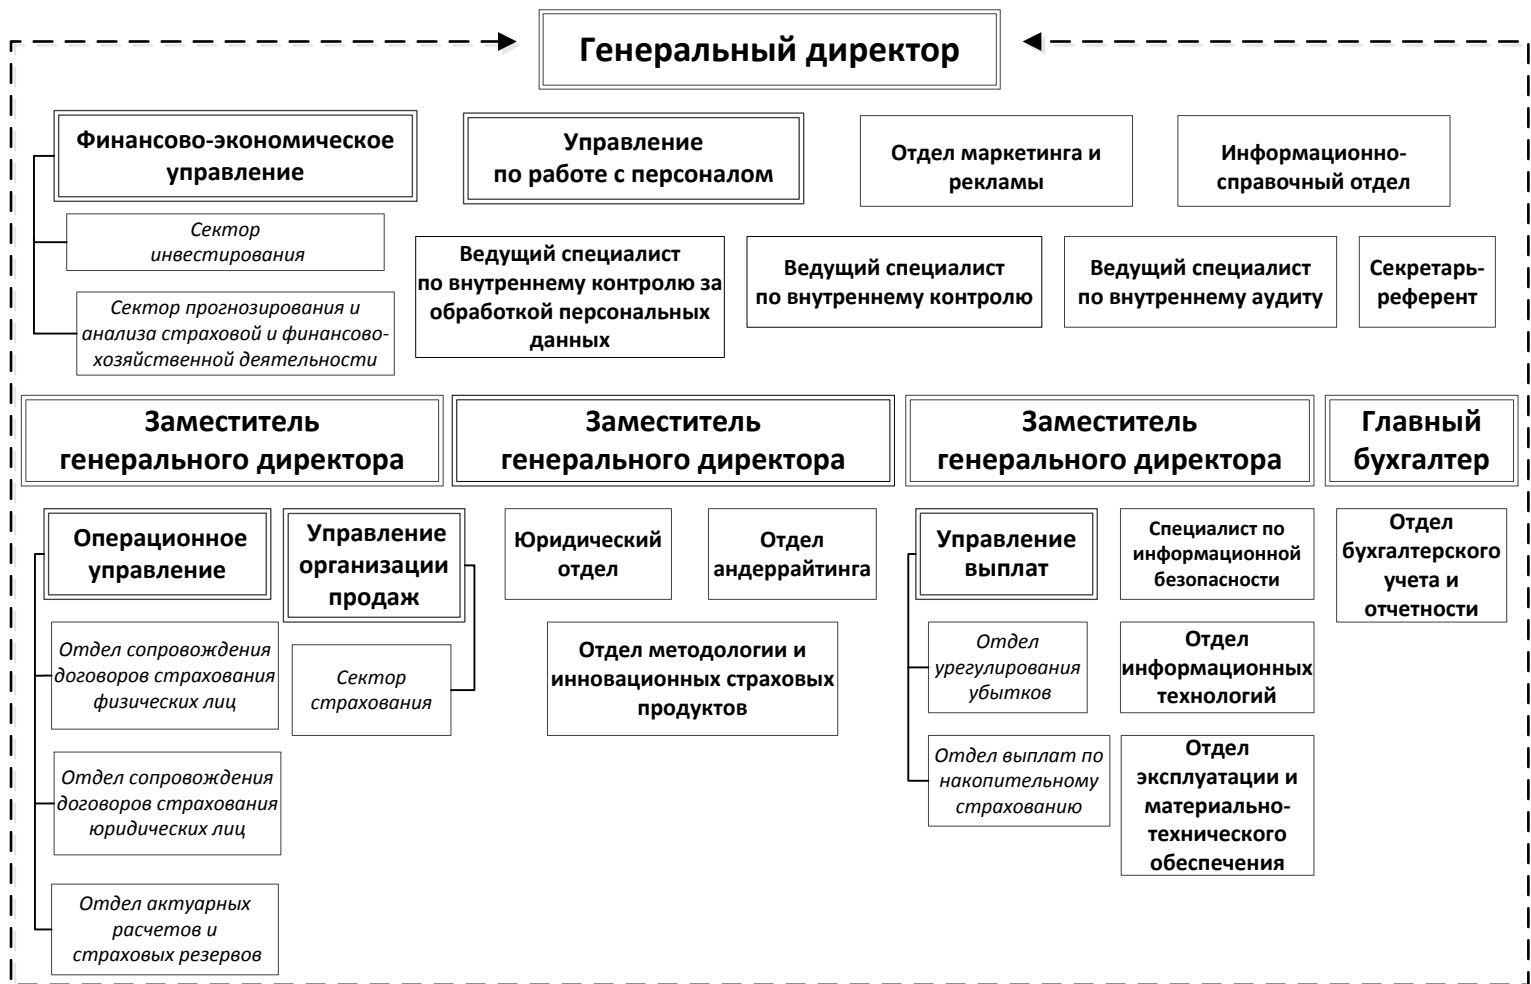 Генеральный директор
Финансово-экономическое
управление
Управление
по работе с персоналом
Отдел маркетинга и
рекламы
Информационно-
справочный отдел
Сектор
инвестирования
Сектор прогнозирования и
анализа страховой и финансово-
хозяйственной деятельности
Ведущий специалист
по внутреннему контролю за
обработкой персональных
данных
Ведущий специалист
по внутреннему контролю
Ведущий специалист
по внутреннему аудиту
Секретарь-
референт
Заместитель
генерального директора
Заместитель
генерального директора
Заместитель
генерального директора
Главный
бухгалтер
Операционное
управление
Управление
организации
продаж
Юридический
отдел
Отдел
андеррайтинга
Управление
выплат
Специалист по
информационной
безопасности
Отдел
бухгалтерского
учета и
отчетности
Отдел сопровождения
договоров страхования
физических лиц
Сектор
страхования
Отдел методологии и
инновационных страховых
продуктов
Отдел
урегулирования
убытков
Отдел
информационных
технологий
Отдел сопровождения
договоров страхования
юридических лиц
Отдел выплат по
накопительному
страхованию
Отдел
эксплуатации и
материально-
технического
обеспечения
Отдел актуарных
расчетов и
страховых резервов